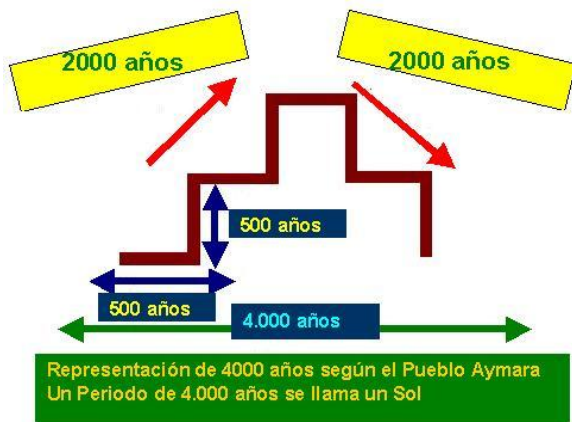 2000 años
2000 años
500 años
500 años
4.000 años
Representación de 4000 años según el Pueblo Aymara
Un Periodo de 4.000 años se llama un Sol